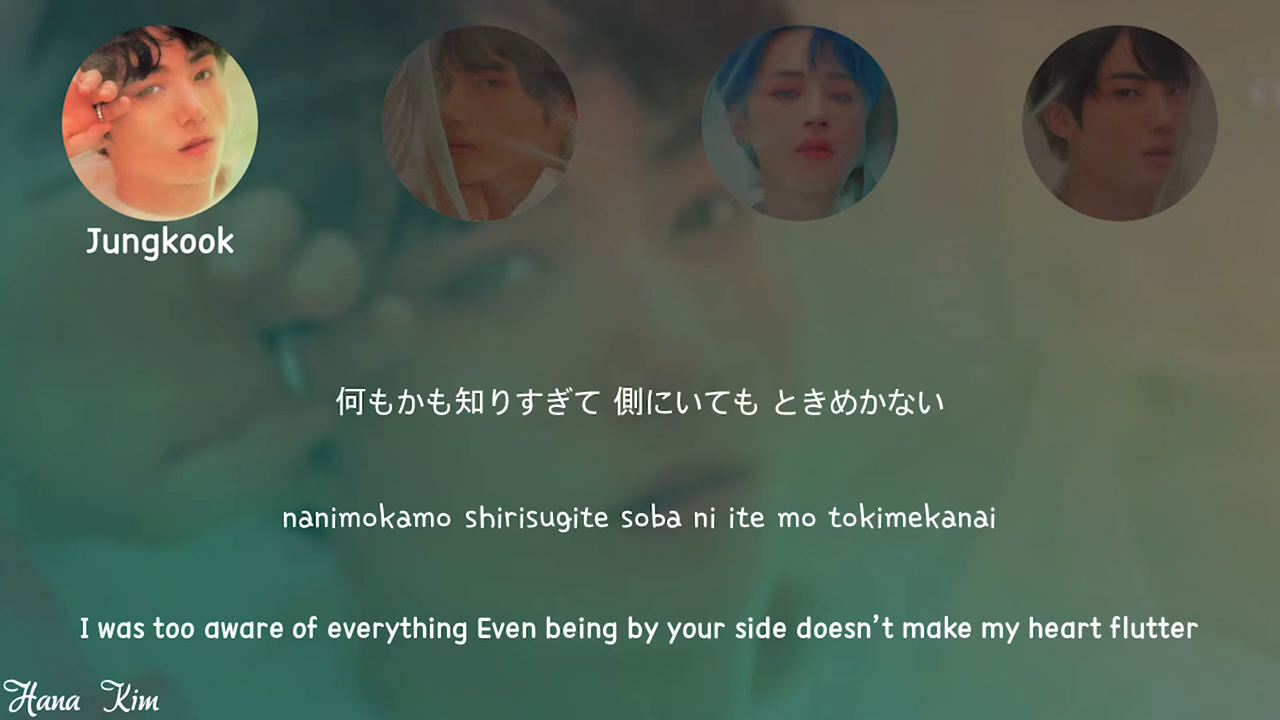 Jungkook
何もかも知りすぎて 側にいても ときめかない
nanimokamo shirisugite soba ni ite mo tokimekanai
I was too aware of everything Even being by your side doesn't make my heart flutter
Hana Kim